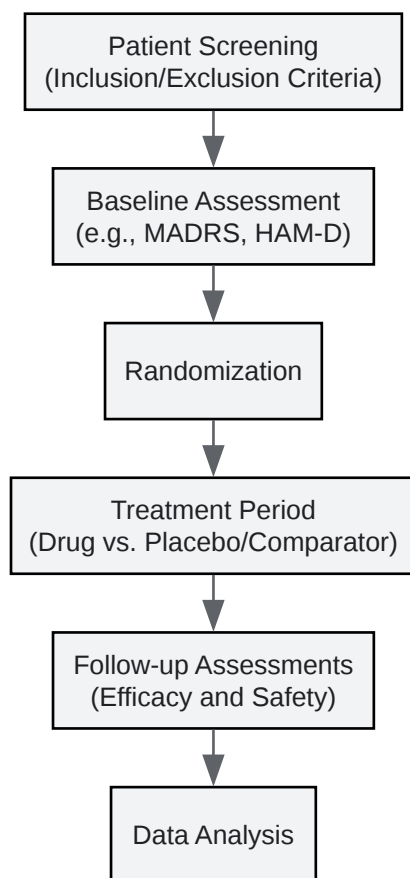 Patient Screening
(Inclusion/Exclusion Criteria)
Baseline Assessment
(e.g., MADRS, HAM-D)
Randomization
Treatment Period
(Drug vs. Placebo/Comparator)
Follow-up Assessments
(Efficacy and Safety)
Data Analysis